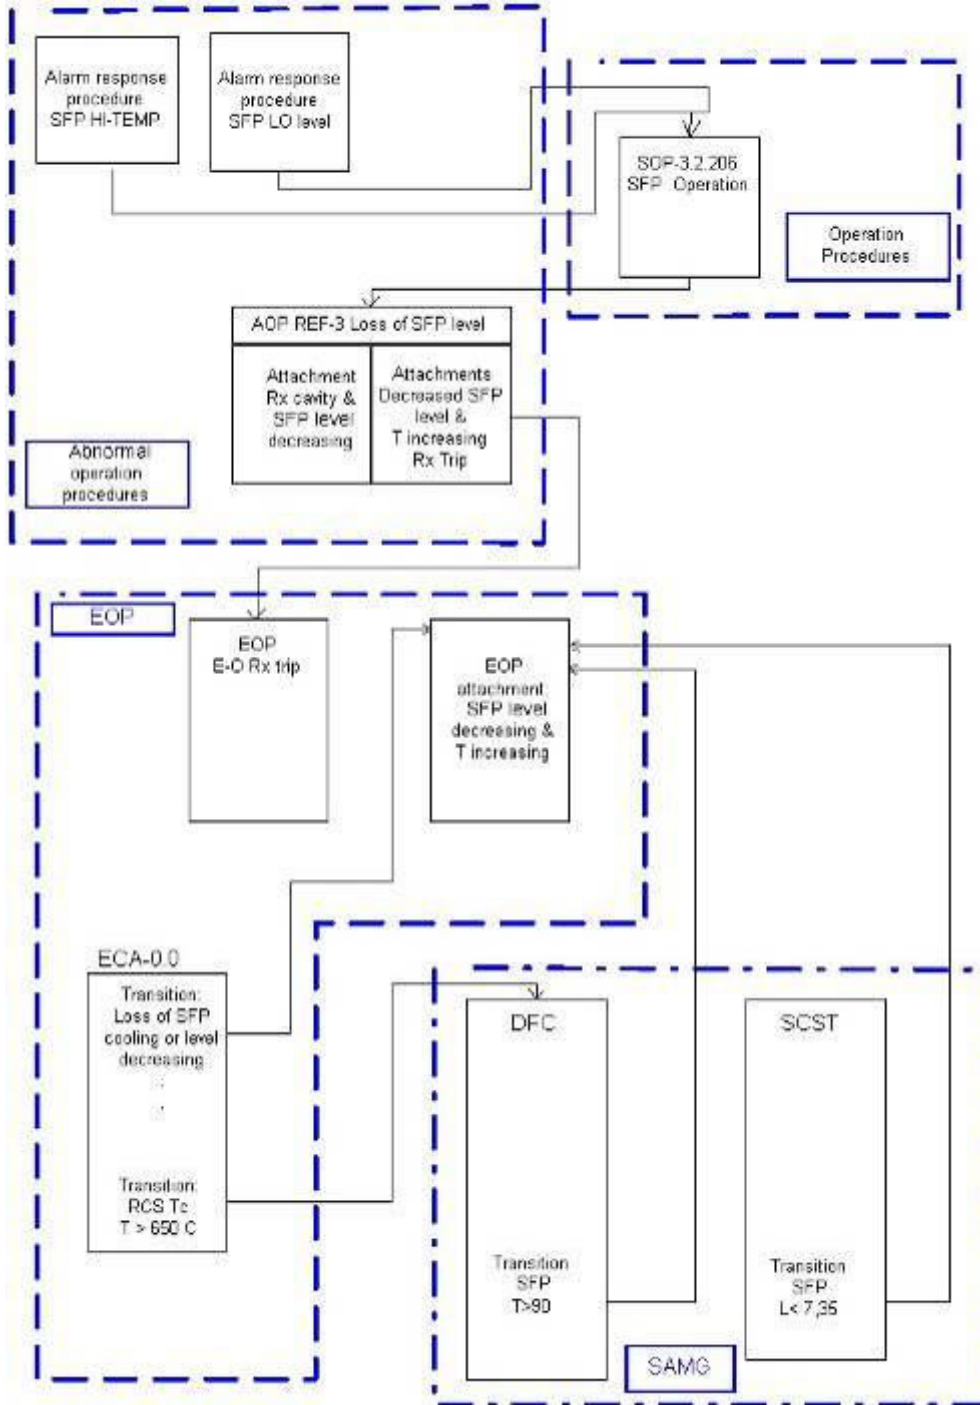 Alarm response
procedure
SFP HI-TEMP
Alarm response
procedure
SFP LO level
SOP-3.2.206
SFP Operation
Operation
Procedures
AOP REF-3 Loss of SFP level
Attachment
Rx cavity &
SFP level
decreasing
Attachments
Decreased SFP
level &
T increasing
Rx Trip
Abnormal
operation
procedures
EOP
EOP
E-O Rx trip
EOP
attachment
SFP level
decreasing &
T increasing
ECA-0.0
Transition:
Loss of SFP
cooling or level
decreasing
.
.
Transition:
RCS Tc
T > 650 C
DFC
Transition
SFP
T>90
SCST
Transition
SFP
L< 7,35
SAMG